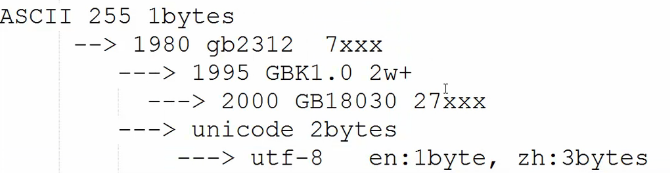 ASCII 255 1bytes
--> 1980 gb2312 7xxx
---> 1995 GBK1.0 2w+
---> 2000 GB18030 27xxx
---> unicode 2bytes
---> utf-8 en:1byte, zh:3bytes